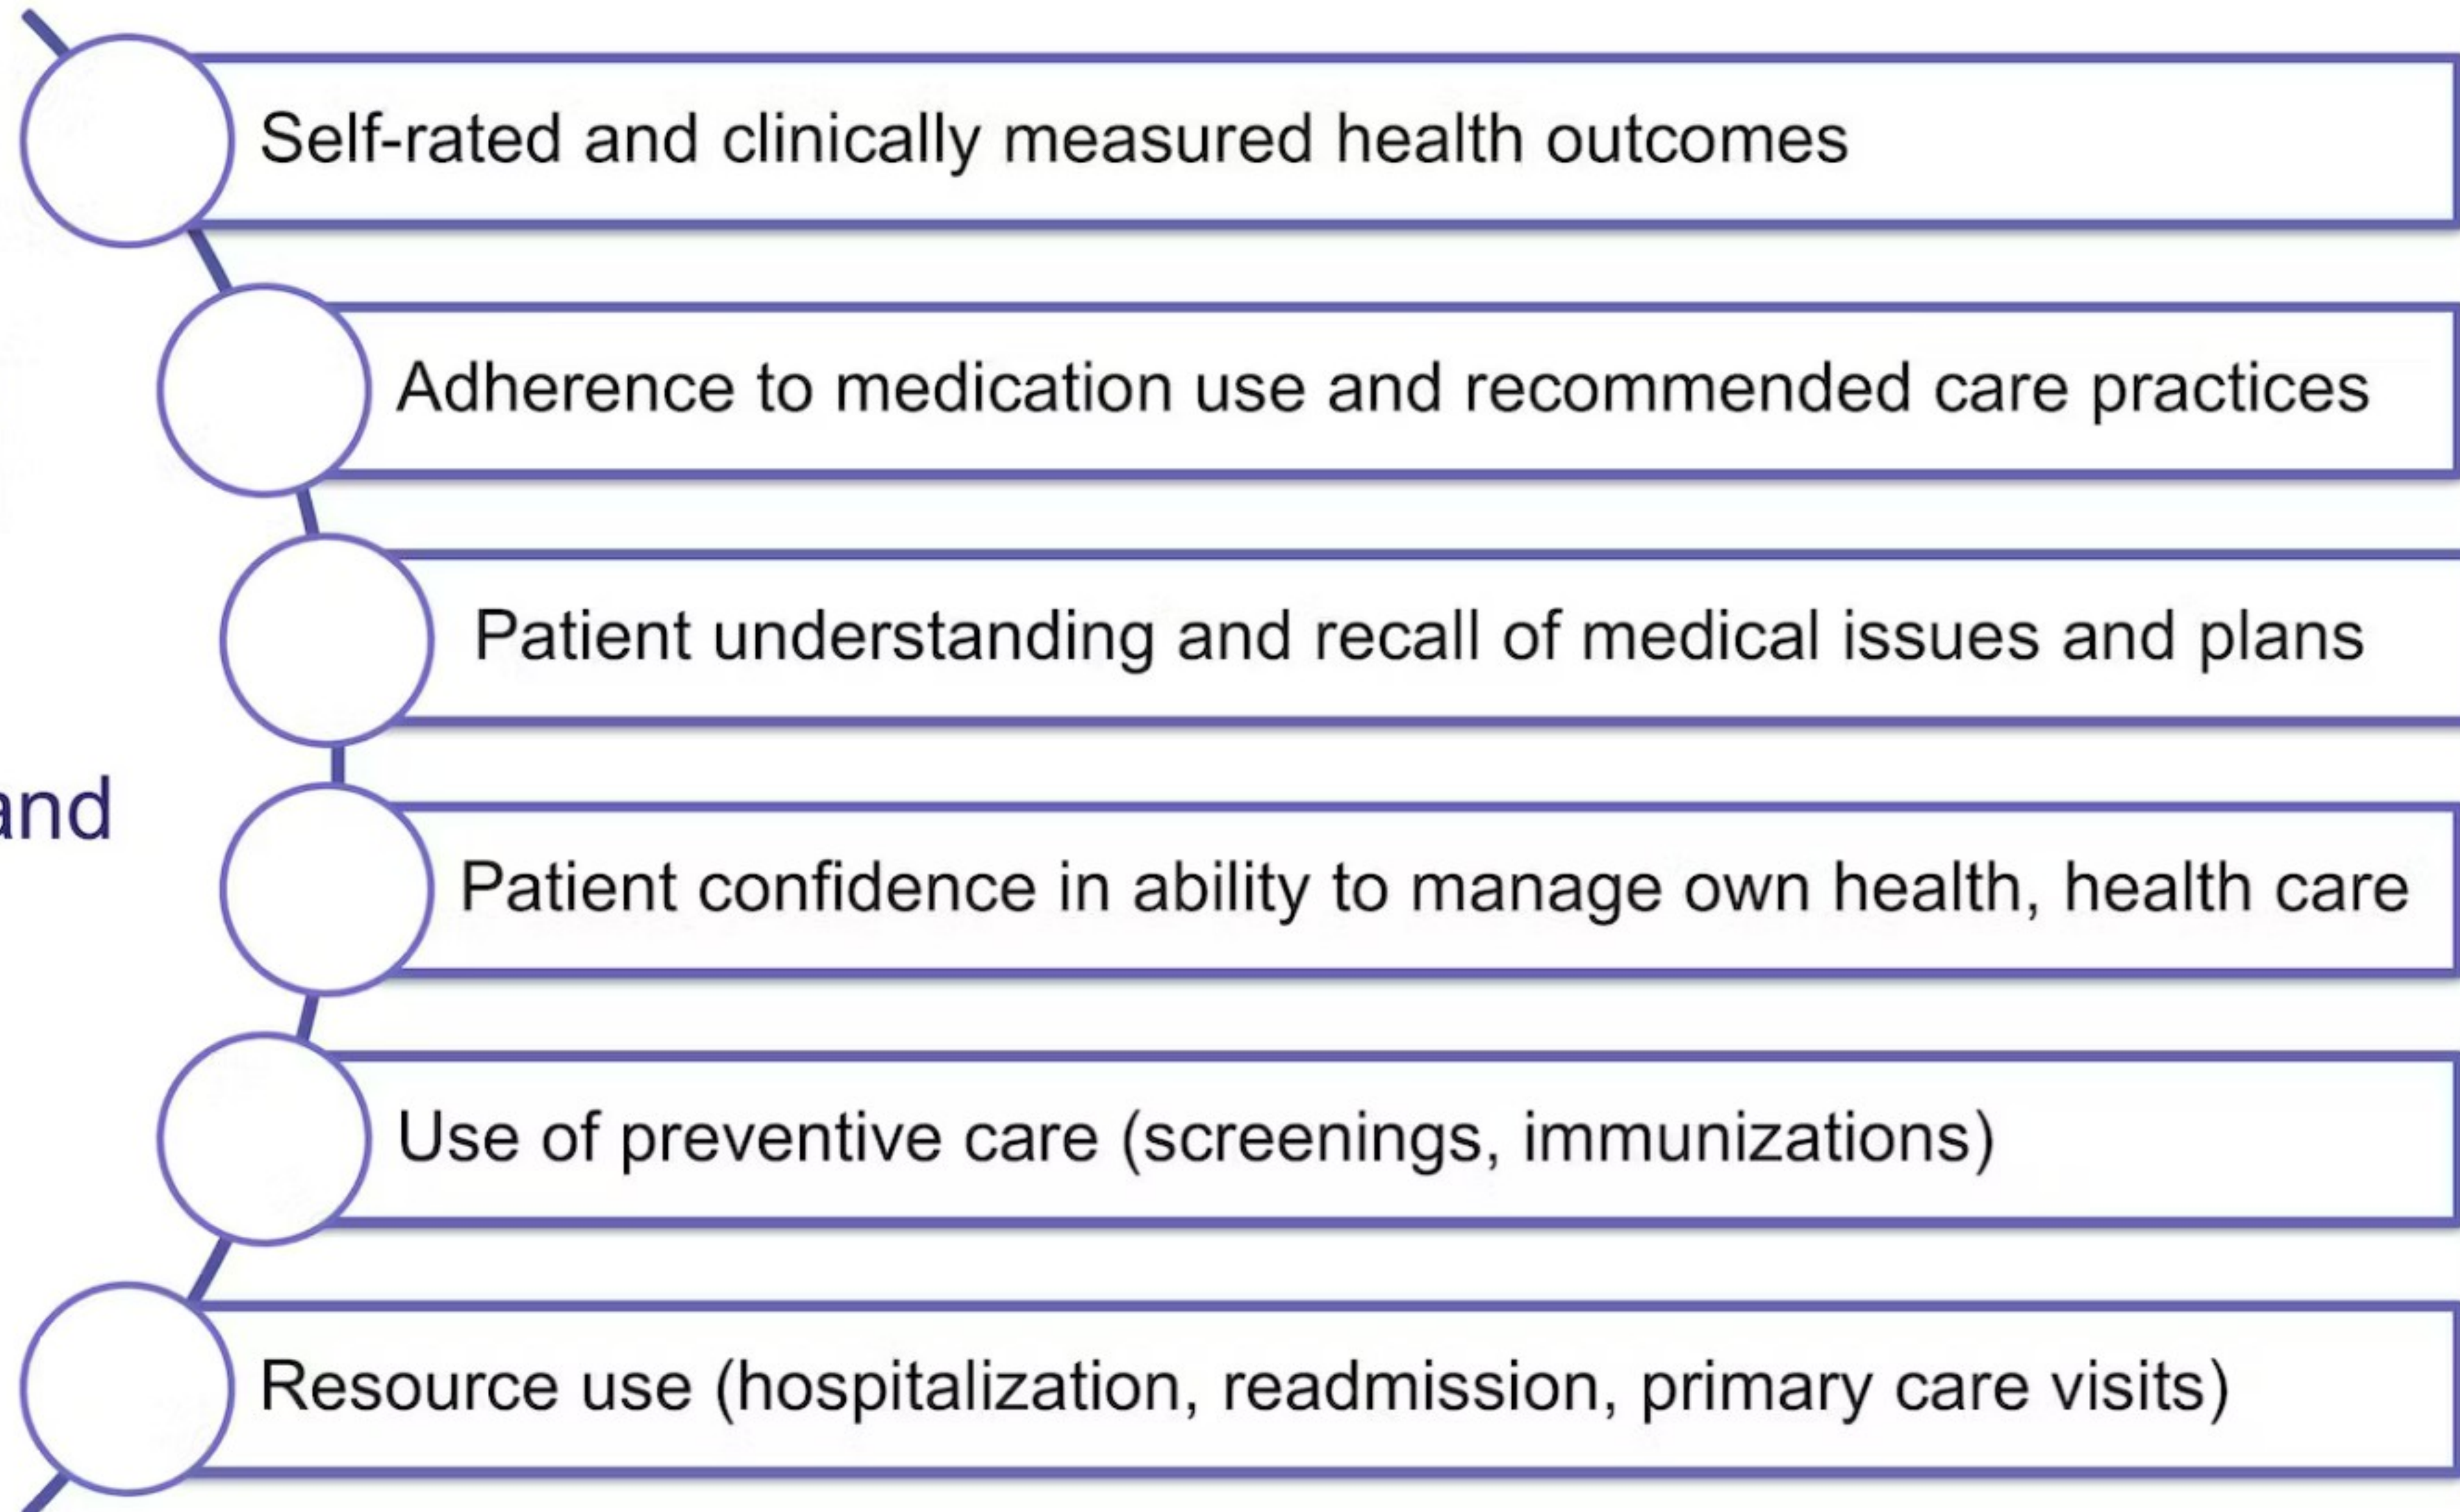 Self-rated and clinically measured health outcomes
Adherence to medication use and recommended care practices
Patient understanding and recall of medical issues and plans
and
Patient confidence in ability to manage own health, health care
Use of preventive care (screenings, immunizations)
Resource use (hospitalization, readmission, primary care visits)